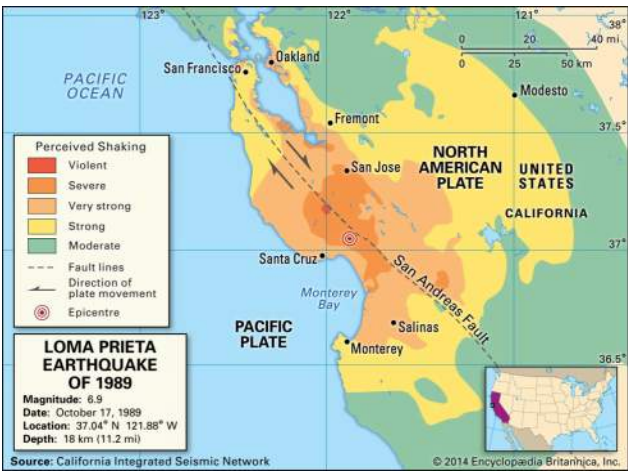 123°
122°
121°
38°
0 20 40 mi
0 25 50 km
Oakland
San Francisco
PACIFIC
OCEAN
Modesto
Fremont
37.5°
Perceived Shaking
Violent
Severe
Very strong
Strong
Moderate
Fault lines
Direction of
plate movement
Epicentre
San Jose
NORTH
AMERICAN
PLATE
UNITED
STATES
CALIFORNIA
37°
Santa Cruz
San Andreas Fault
Monterey
Bay
PACIFIC
PLATE
Salinas
Monterey
36.5°
LOMA PRIETA
EARTHQUAKE
OF 1989
Magnitude: 6.9
Date: October 17, 1989
Location: 37.04° N 121.88° W
Depth: 18 km (11.2 mi)
Source: California Integrated Seismic Network
© 2014 Encyclopædia Britannica, Inc.